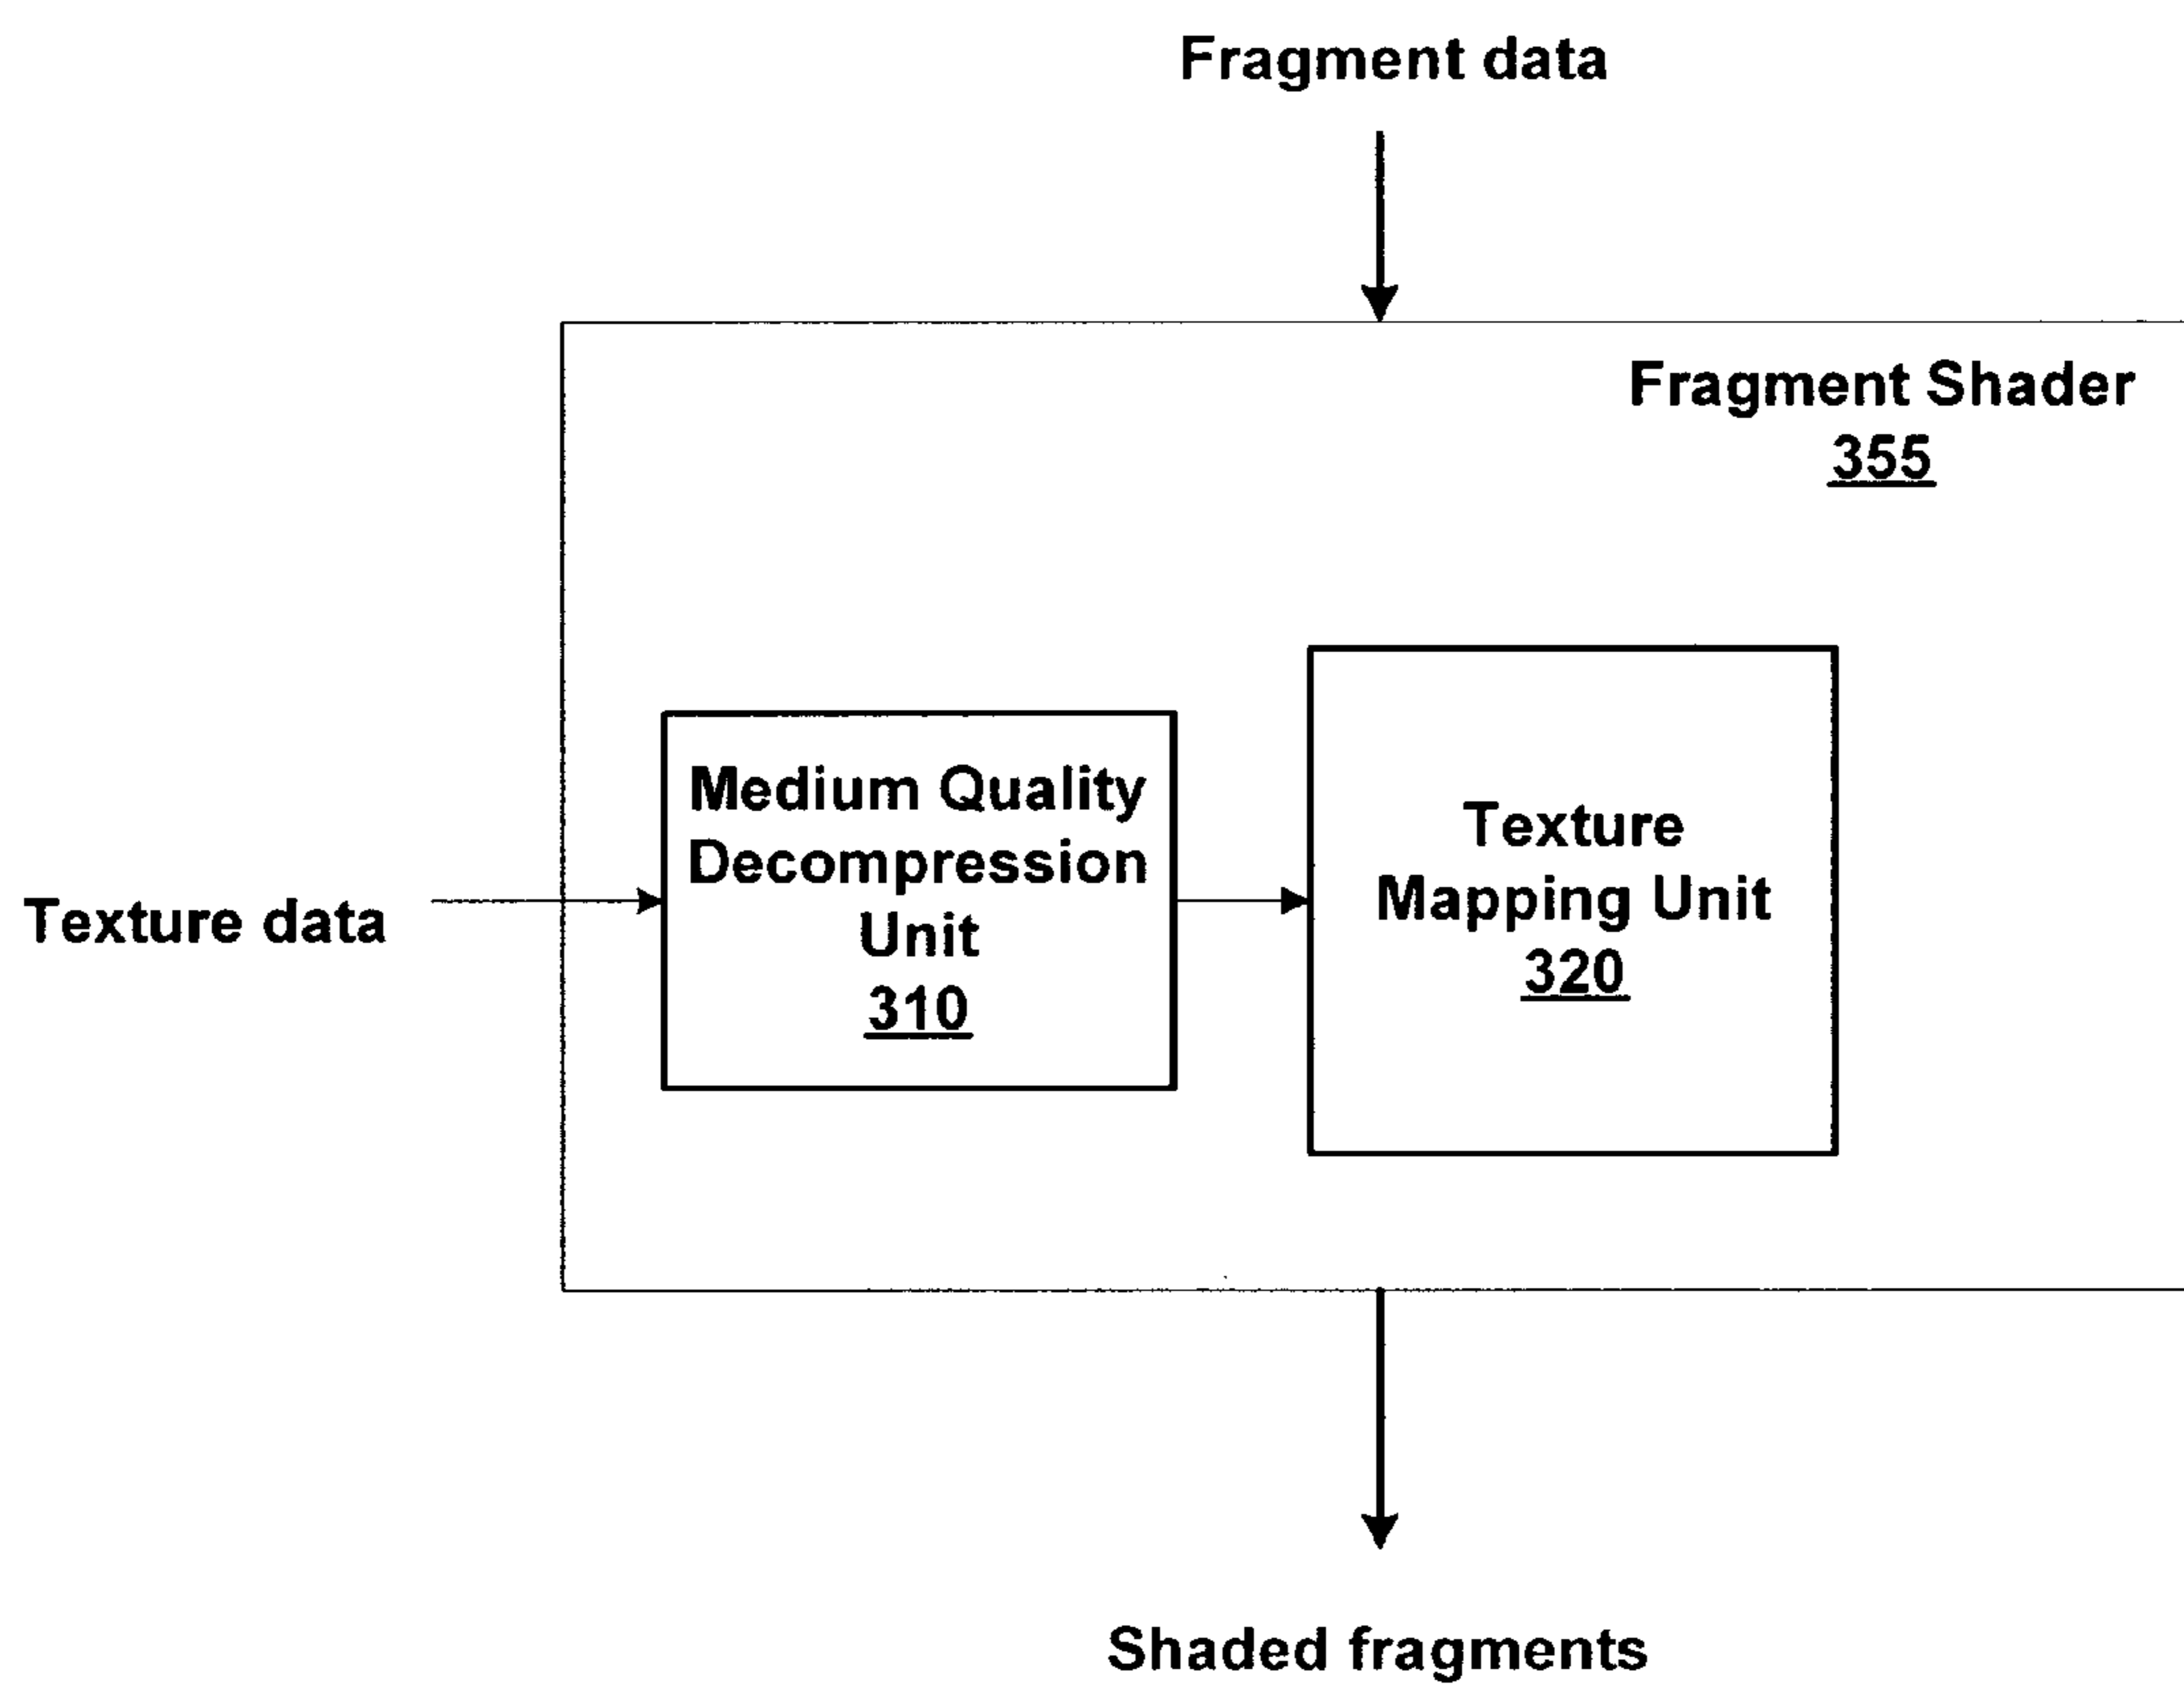 Fragment data
Fragment Shader
355
Medium Quality
Decompression
Unit
310
Texture
Mapping Unit
320
Texture data
Shaded fragments